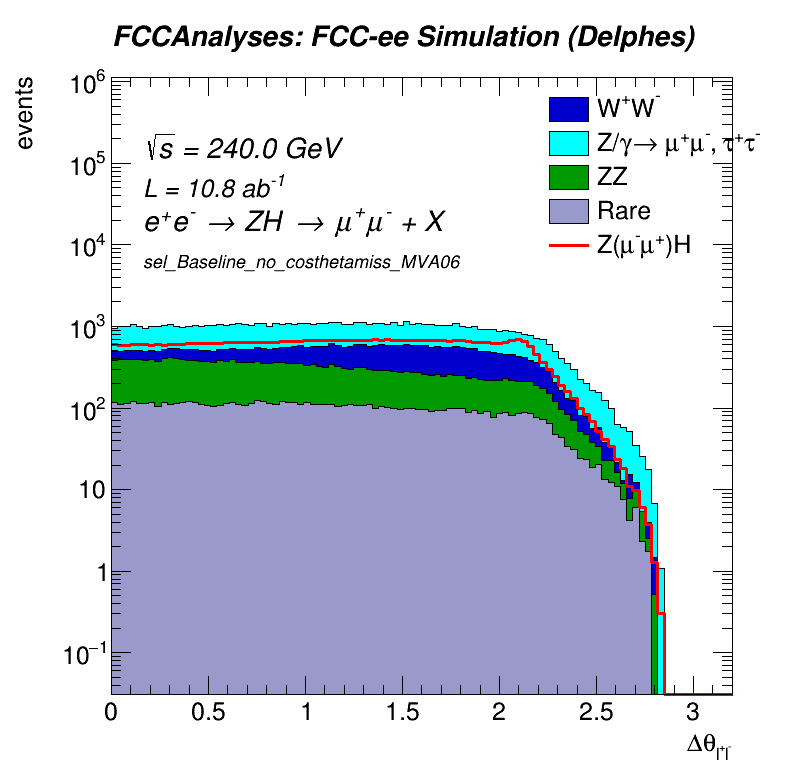 FCCAnalyses: FCC-ee Simulation (Delphes)
events
10⁶
10⁵
10⁴
10³
10²
10
1
10⁻¹
√s = 240.0 GeV
L = 10.8 ab⁻¹
e⁺e⁻ → ZH → μ⁺μ⁻ + X
sel_Baseline_no_costhetamiss_MVA06
W⁺W⁻
Z/γ→ μ⁺μ⁻, τ⁺τ⁻
ZZ
Rare
Z(μ⁻μ⁺)H
0 0.5 1 1.5 2 2.5 3
Δθ_{l⁺l⁻}